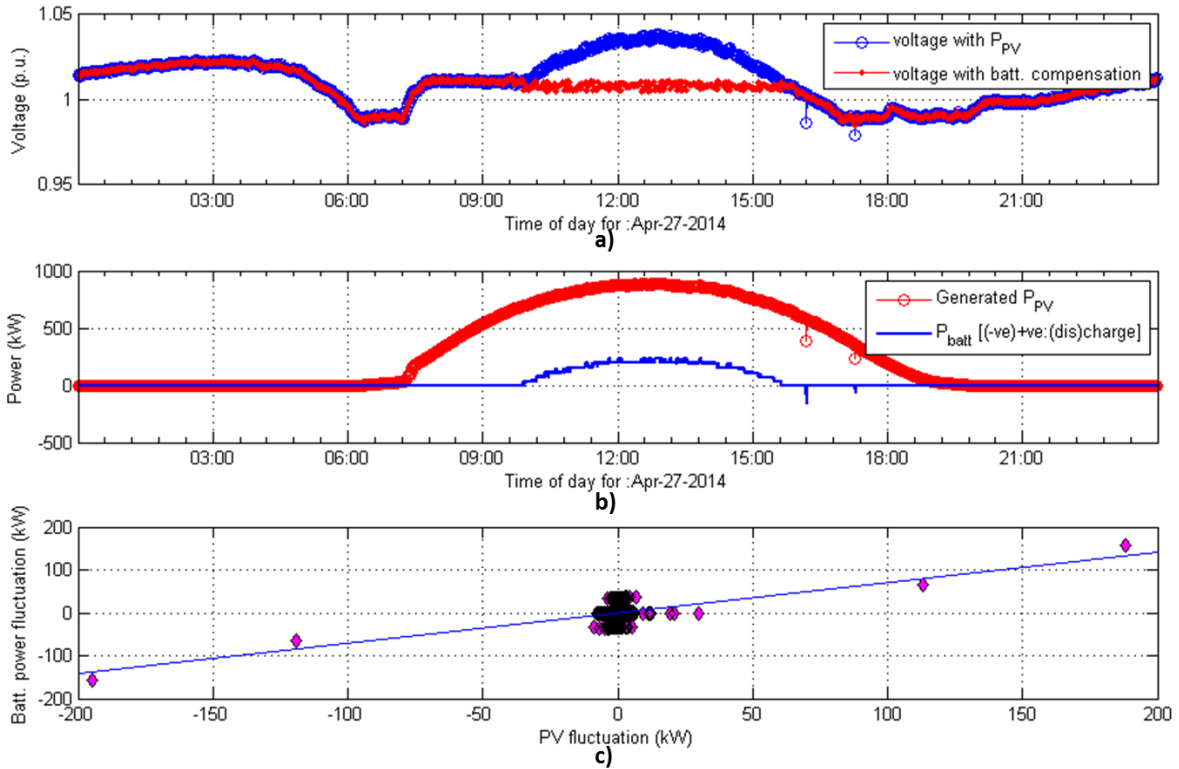 1.05
1
0.95
Voltage (p.u.)
voltage with P_PV
voltage with batt. compensation
03:00 06:00 09:00 12:00 15:00 18:00 21:00
Time of day for :Apr-27-2014
a)
1000
500
0
-500
Power (kW)
Generated P_PV
P_batt [(-ve)+ve:(dis)charge]
03:00 06:00 09:00 12:00 15:00 18:00 21:00
Time of day for :Apr-27-2014
b)
200
100
0
-100
-200
Batt. power fluctuation (kW)
-200 -150 -100 -50 0 50 100 150 200
PV fluctuation (kW)
c)